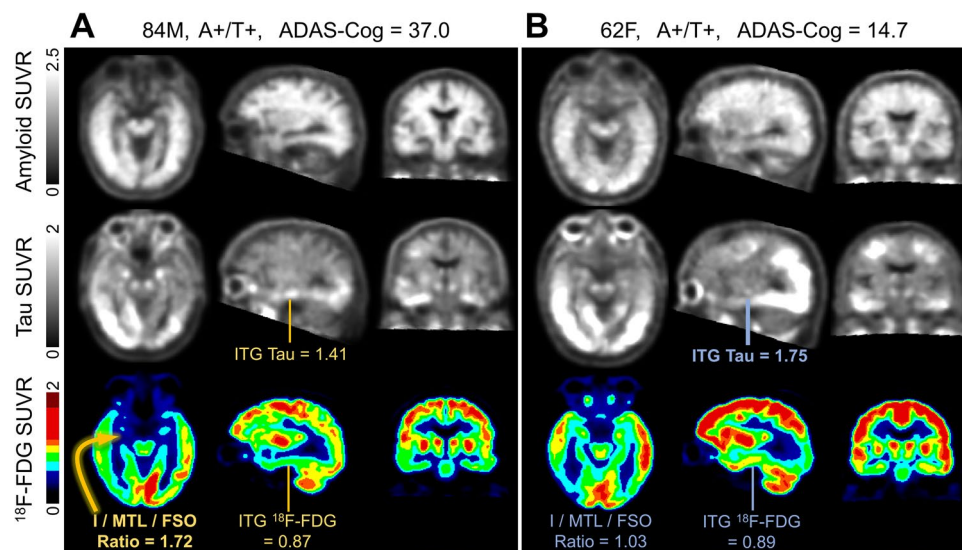 A 84M, A+/T+, ADAS-Cog = 37.0
B 62F, A+/T+, ADAS-Cog = 14.7
Amyloid SUVR
0 2.5
Tau SUVR
0 2
ITG Tau = 1.41
ITG Tau = 1.75
18F-FDG SUVR
0 2
I / MTL / FSO
Ratio = 1.72
ITG 18F-FDG
= 0.87
I / MTL / FSO
Ratio = 1.03
ITG 18F-FDG
= 0.89